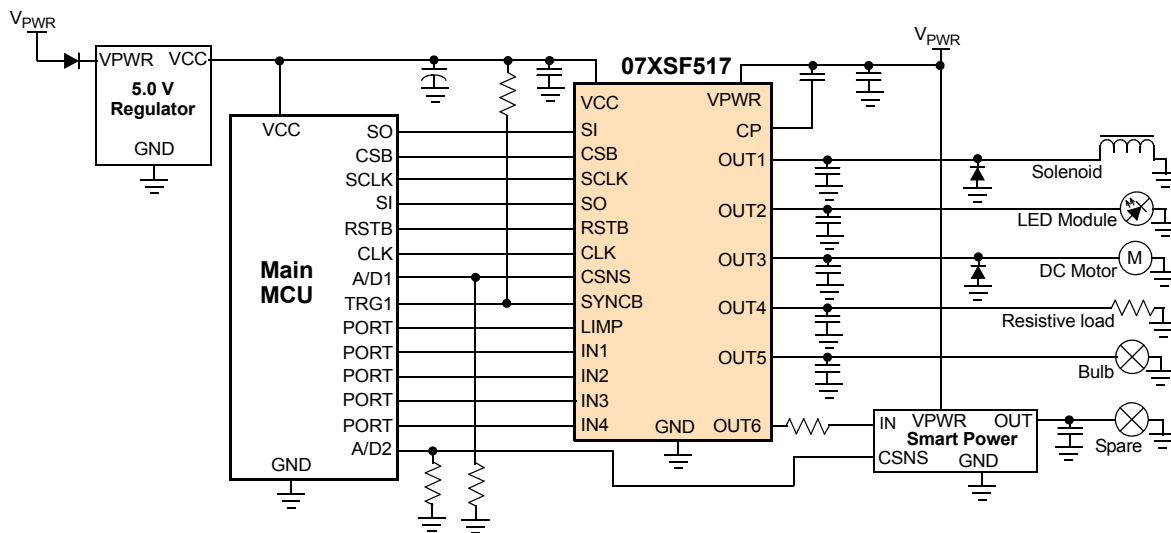 VPWR
VPWR VCC
5.0 V
Regulator
GND
VPWR
07XSF517
Main
MCU
VCC
SO
CSB
SCLK
SI
RSTB
CLK
A/D1
TRG1
PORT
PORT
PORT
PORT
PORT
A/D2
GND
VCC
SI
CSB
SCLK
SO
RSTB
CLK
CSNS
SYNCB
LIMP
IN1
IN2
IN3
IN4
VPWR
CP
OUT1
OUT2
OUT3
OUT4
OUT5
OUT6
GND
Solenoid
LED Module
M
DC Motor
Resistive load
Bulb
IN VPWR OUT
Smart Power
CSNS GND
Spare